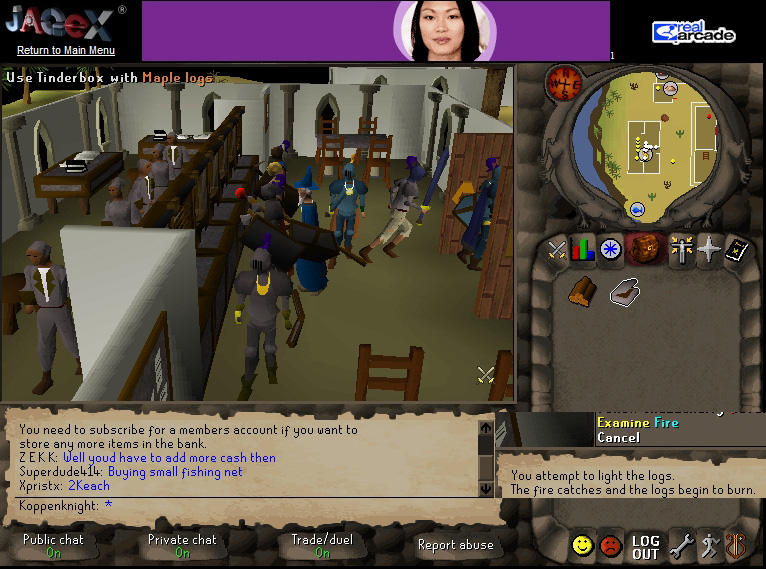 JAGEX
Return to Main Menu
1
real
arcade
Use Tinderbox with Maple logs
You need to subscribe for a members account if you want to
store any more items in the bank.
Z E K K: Well youd have to add more cash then
Superdude414: Buying small fishing net
Xpristx: 2Keach
Koppenknight: *
Examine Fire
Cancel
You attempt to light the logs.
The fire catches and the logs begin to burn.
Public chat
On
Private chat
On
Trade/duel
On
Report abuse
LOG
OUT